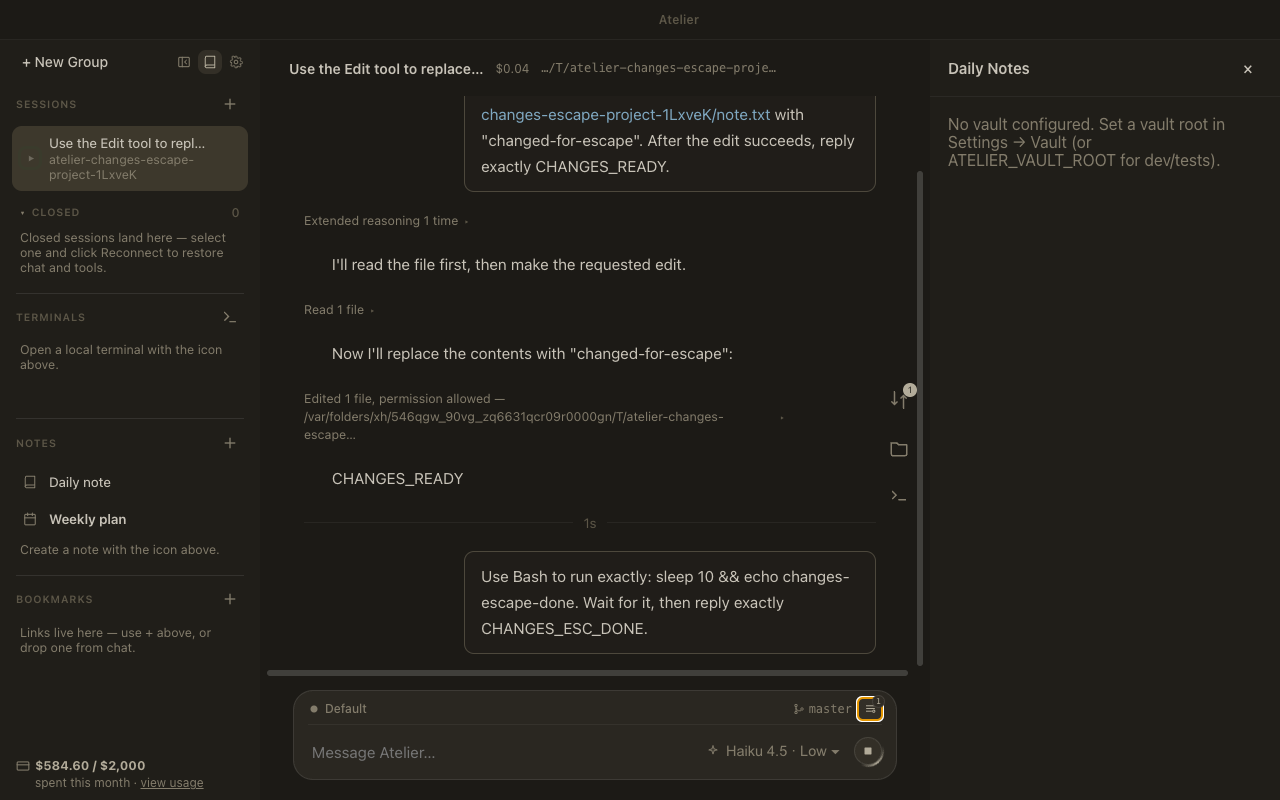 Atelier
+ New Group
SESSIONS
Use the Edit tool to repl...
atelier-changes-escape-
project-1LxveK
CLOSED
0
Closed sessions land here — select
one and click Reconnect to restore
chat and tools.
TERMINALS
Open a local terminal with the icon
above.
NOTES
Daily note
Weekly plan
Create a note with the icon above.
BOOKMARKS
Links live here — use + above, or
drop one from chat.
$584.60 / $2,000
spent this month · view usage
Use the Edit tool to replace...
$0.04
…/T/atelier-changes-escape-proje…
changes-escape-project-1LxveK/note.txt with
"changed-for-escape". After the edit succeeds, reply
exactly CHANGES_READY.
Extended reasoning 1 time
I'll read the file first, then make the requested edit.
Read 1 file
Now I'll replace the contents with "changed-for-escape":
Edited 1 file, permission allowed —
/var/folders/xh/546qgw_90vg_zq6631qcr09r0000gn/T/atelier-changes-
escape...
CHANGES_READY
1s
Use Bash to run exactly: sleep 10 && echo changes-
escape-done. Wait for it, then reply exactly
CHANGES_ESC_DONE.
1
Default
master
1
Message Atelier...
Haiku 4.5 · Low
Daily Notes
No vault configured. Set a vault root in
Settings → Vault (or
ATELIER_VAULT_ROOT for dev/tests).